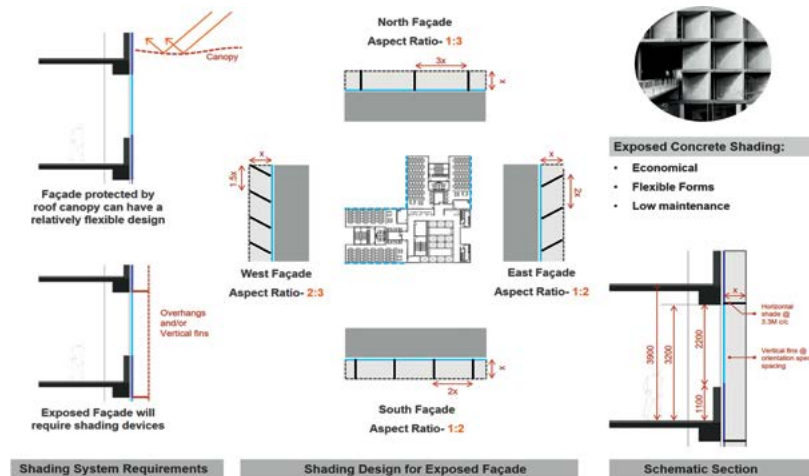 Canopy
Façade protected by
roof canopy can have a
relatively flexible design
Overhangs
and/or
Vertical fins
Exposed Façade will
require shading devices
Shading System Requirements
North Façade
Aspect Ratio- 1:3
3x
x
x
1.5x
West Façade
Aspect Ratio- 2:3
x
2x
East Façade
Aspect Ratio- 1:2
x
2x
South Façade
Aspect Ratio- 1:2
Shading Design for Exposed Façade
Exposed Concrete Shading:
• Economical
• Flexible Forms
• Low maintenance
x
Horizontal
shade @
3.3M c/c
3900
3200
2200
1100
Vertical fins @
orientation spec
spacing
Schematic Section